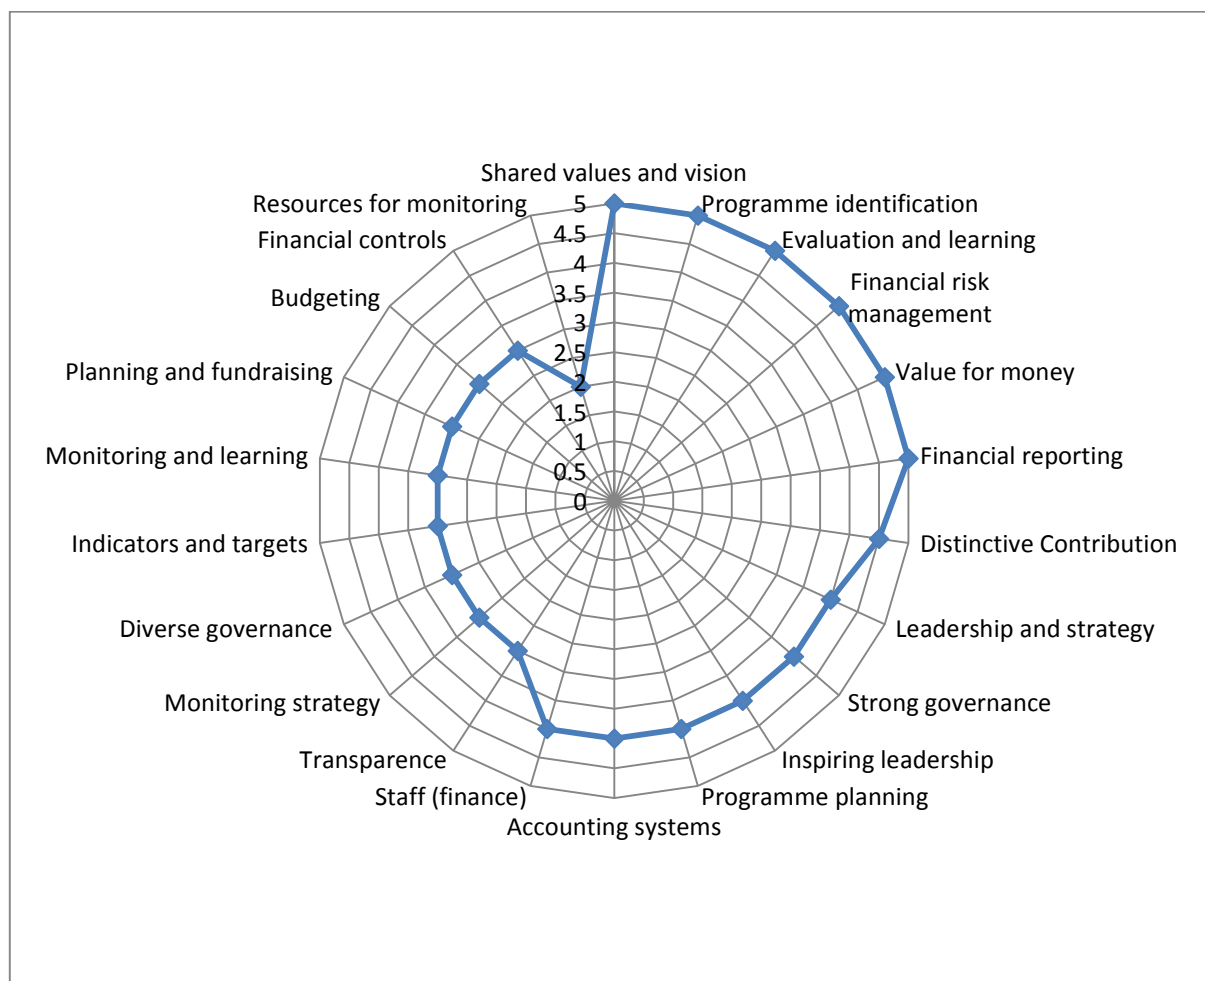 Shared values and vision
Programme identification
Evaluation and learning
Financial risk
management
Value for money
Financial reporting
Distinctive Contribution
Leadership and strategy
Strong governance
Inspiring leadership
Programme planning
Accounting systems
Staff (finance)
Transparence
Monitoring strategy
Diverse governance
Indicators and targets
Monitoring and learning
Planning and fundraising
Budgeting
Financial controls
Resources for monitoring
5
4.5
4
3.5
3
2.5
2
1.5
1
0.5
0